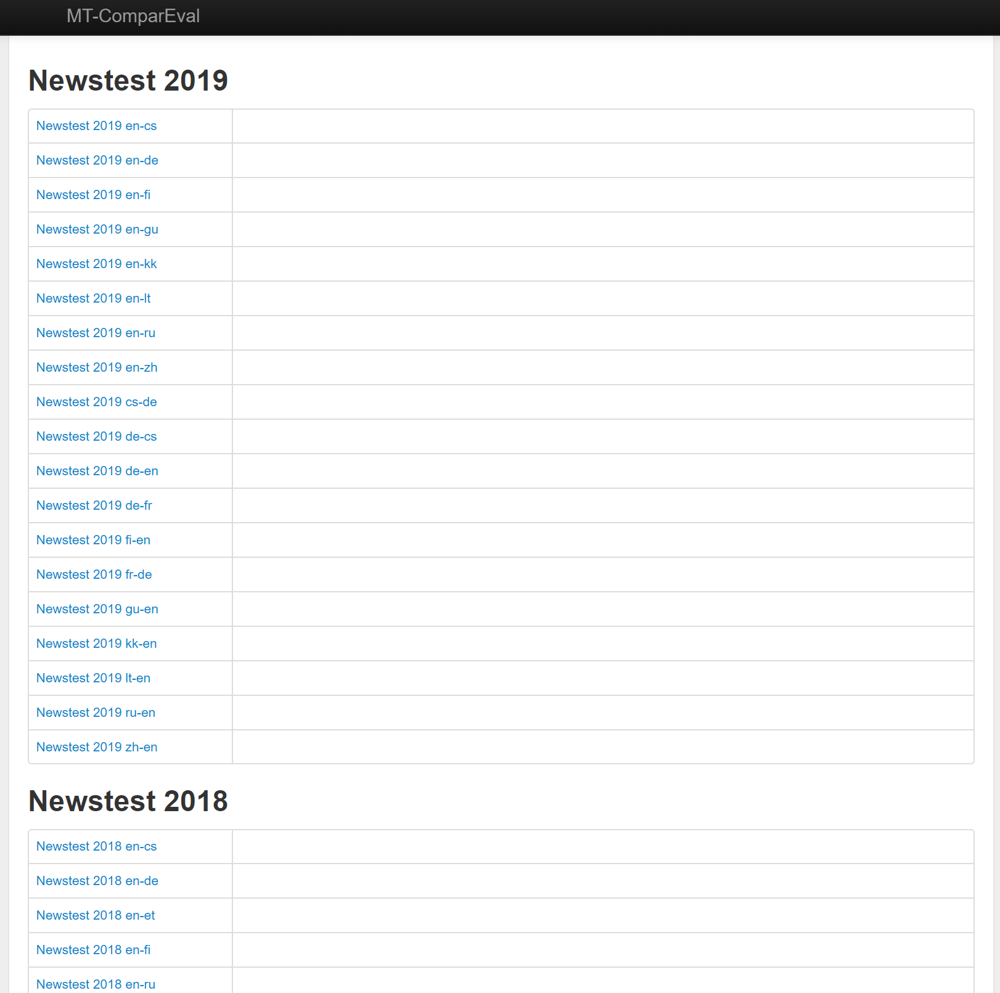 MT-ComparEval
Newstest 2019
Newstest 2019 en-cs
Newstest 2019 en-de
Newstest 2019 en-fi
Newstest 2019 en-gu
Newstest 2019 en-kk
Newstest 2019 en-lt
Newstest 2019 en-ru
Newstest 2019 en-zh
Newstest 2019 cs-de
Newstest 2019 de-cs
Newstest 2019 de-en
Newstest 2019 de-fr
Newstest 2019 fi-en
Newstest 2019 fr-de
Newstest 2019 gu-en
Newstest 2019 kk-en
Newstest 2019 lt-en
Newstest 2019 ru-en
Newstest 2019 zh-en
Newstest 2018
Newstest 2018 en-cs
Newstest 2018 en-de
Newstest 2018 en-et
Newstest 2018 en-fi
Newstest 2018 en-ru